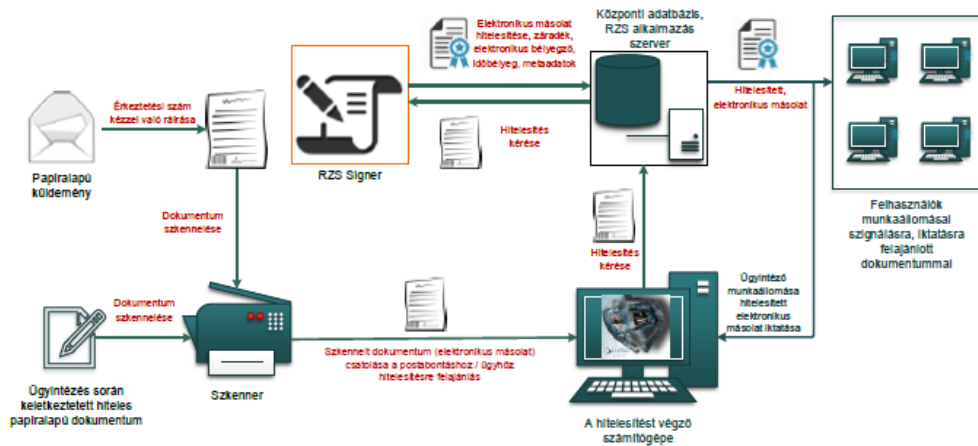 Elektronikus másolat
hitelesítése, záradék,
elektronikus bélyegző,
időbélyeg, metaadatok
Központi adatbázis,
RZS alkalmazás
szerver
Érkeztetési szám
kézzel való ráírása
Hitelesítés
kérése
Hitelesített,
elektronikus másolat
Papíralapú
küldemény
RZS Signer
Felhasználók
munkaállomásai
szignálásra, iktatásra
felajánlott
dokumentummal
Dokumentum
szkennelése
Hitelesítés
kérése
Dokumentum
szkennelése
Ügyintéző
munkaállomása
hitelesített
elektronikus
másolat iktatása
Szkennelt dokumentum (elektronikus másolat)
csatolása a postabontáshoz / ügyhöz
hitelesítésre felajánlás
Ügyintézés során
keletkeztetett hiteles
papíralapú dokumentum
Szkenner
A hitelesítést végző
számítógépe